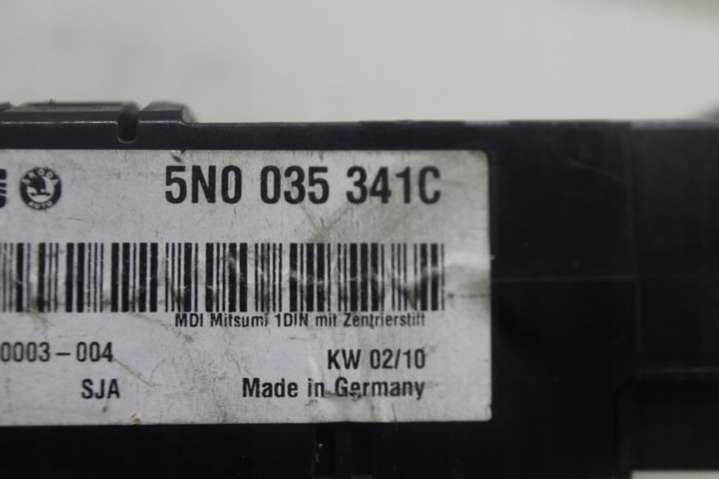 5N0 035 341C
MDI Mitsumi 1DIN mit Zentrierstift
0003-004
KW 02/10
SJA
Made in Germany